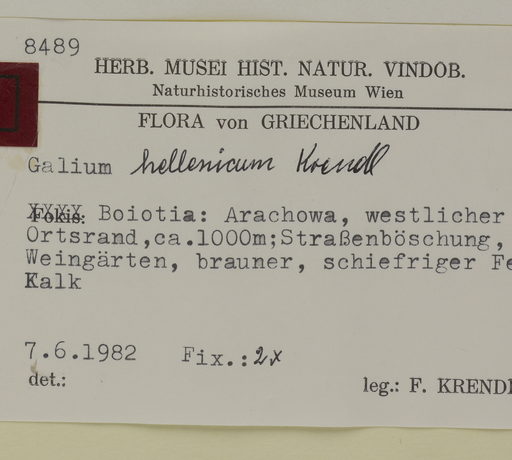 8489
HERB. MUSEI HIST. NATUR. VINDOB.
Naturhistorisches Museum Wien
FLORA von GRIECHENLAND
Galium hellenicum Krendl
Fokis: Boiotia: Arachowa, westlicher
Ortsrand,ca.1000m;Straßenböschung,
Weingärten, brauner, schiefriger Fe
Kalk
7.6.1982 Fix.:2x
det.: leg.: F. KRENDL